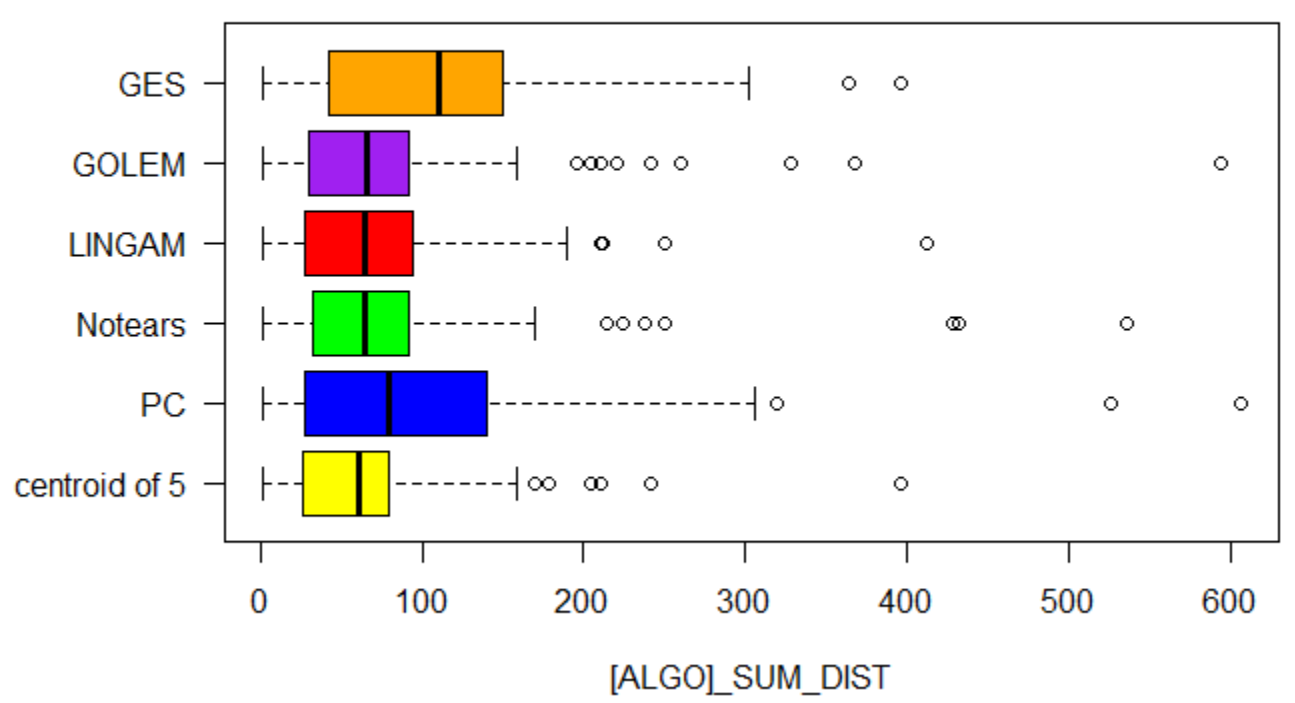 GES
GOLEM
LINGAM
Notears
PC
centroid of 5
0 100 200 300 400 500 600
[ALGO]_SUM_DIST